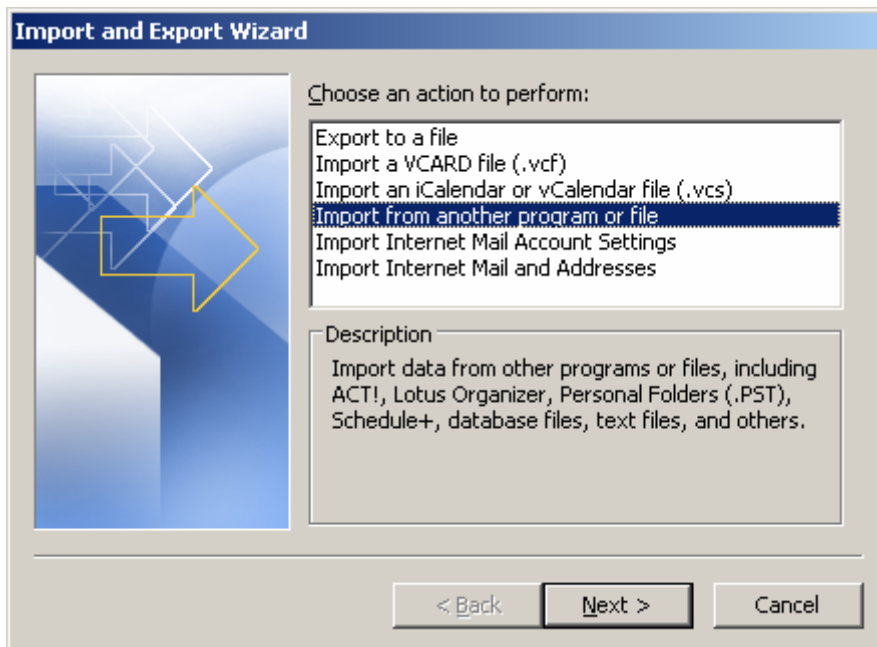 Import and Export Wizard
Choose an action to perform:
Export to a file
Import a VCARD file (.vcf)
Import an iCalendar or vCalendar file (.vcs)
Import from another program or file
Import Internet Mail Account Settings
Import Internet Mail and Addresses
Description
Import data from other programs or files, including
ACT!, Lotus Organizer, Personal Folders (.PST),
Schedule+, database files, text files, and others.
< Back
Next >
Cancel